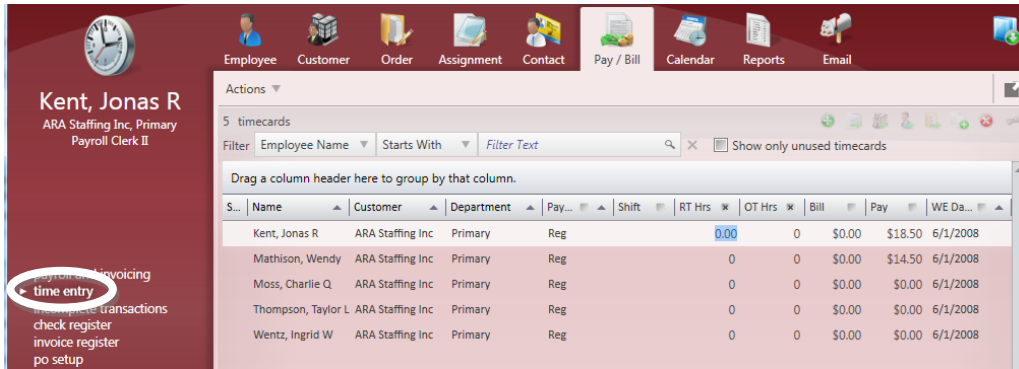 Employee Customer Order Assignment Contact Pay / Bill Calendar Reports Email
Kent, Jonas R
ARA Staffing Inc, Primary
Payroll Clerk II
Actions
5 timecards
Filter Employee Name Starts With Filter Text Show only unused timecards
Drag a column header here to group by that column.
S... Name Customer Department Pay... Shift RT Hrs OT Hrs Bill Pay WE Da...
Kent, Jonas R ARA Staffing Inc Primary Reg 0.00 0 $0.00 $18.50 6/1/2008
Mathison, Wendy ARA Staffing Inc Primary Reg 0 0 $0.00 $14.50 6/1/2008
Moss, Charlie Q ARA Staffing Inc Primary Reg 0 0 $0.00 $0.00 6/1/2008
Thompson, Taylor L ARA Staffing Inc Primary Reg 0 0 $0.00 $0.00 6/1/2008
Wentz, Ingrid W ARA Staffing Inc Primary Reg 0 0 $0.00 $0.00 6/1/2008
payroll and invoicing
time entry
incomplete transactions
check register
invoice register
po setup